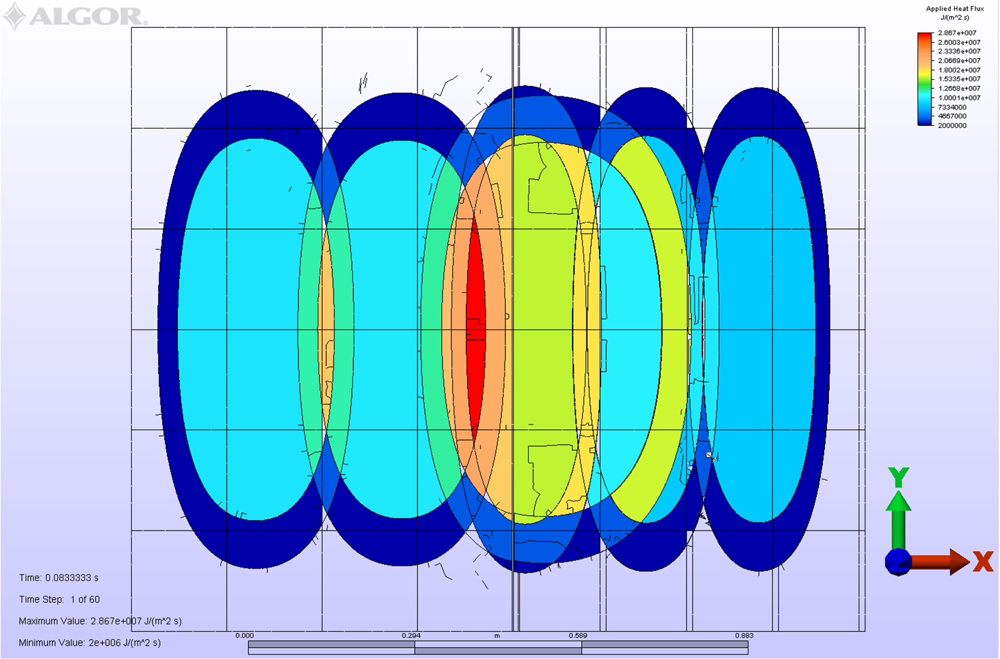 ALGOR®
Applied Heat Flux
J/(m^2 s)
2.867e+007
2.6003e+007
2.3336e+007
2.0669e+007
1.8002e+007
1.5335e+007
1.2668e+007
1.0001e+007
7334000
4667000
2000000
Y
Z
X
Time: 0.0833333 s
Time Step: 1 of 60
Maximum Value: 2.867e+007 J/(m^2 s)
Minimum Value: 2e+006 J/(m^2 s)
0.000 0.294 m 0.589 0.883